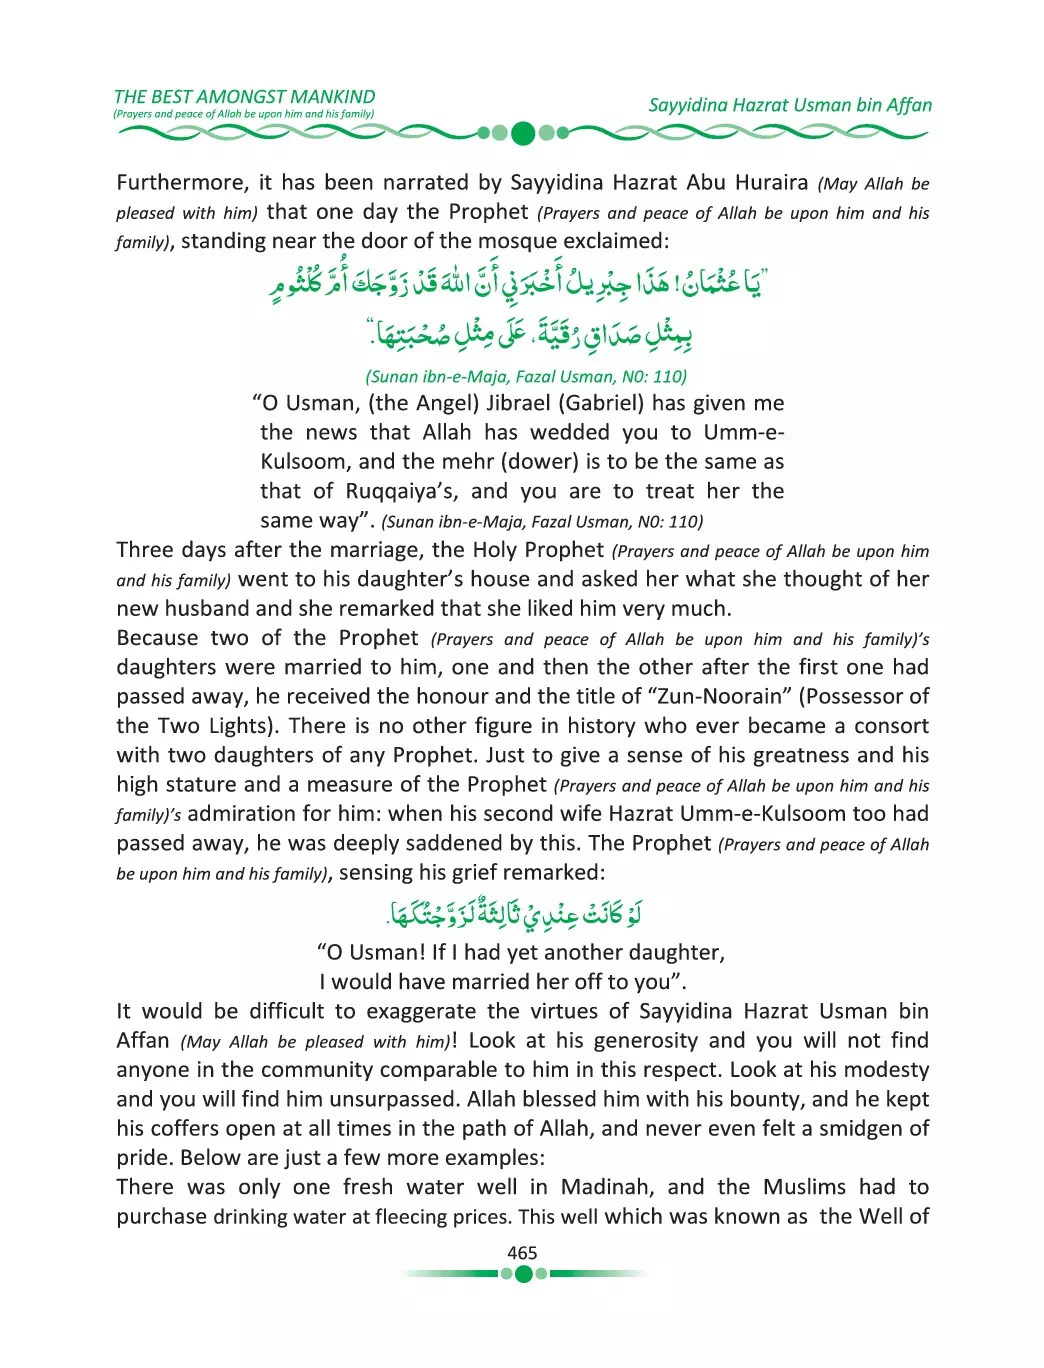 THE BEST AMONGST MANKIND
(Prayers and peace of Allah be upon him and his family)
Sayyidina Hazrat Usman bin Affan
Furthermore, it has been narrated by Sayyidina Hazrat Abu Huraira (May Allah be
pleased with him) that one day the Prophet (Prayers and peace of Allah be upon him and his
family), standing near the door of the mosque exclaimed:
”يَا عُثْمَانُ! هَذَا جِبْرِيلُ أَخْبَرَنِي أَنَّ اللهَ قَدْ زَوَّجَكَ أُمَّ كُلْثُومٍ
بِمِثْلِ صَدَاقِ رُقَيَّةَ، عَلَى مِثْلِ صُحْبَتِهَا.“
(Sunan ibn-e-Maja, Fazal Usman, N0: 110)
“O Usman, (the Angel) Jibrael (Gabriel) has given me
the news that Allah has wedded you to Umm-e-
Kulsoom, and the mehr (dower) is to be the same as
that of Ruqqaiya’s, and you are to treat her the
same way”. (Sunan ibn-e-Maja, Fazal Usman, N0: 110)
Three days after the marriage, the Holy Prophet (Prayers and peace of Allah be upon him
and his family) went to his daughter’s house and asked her what she thought of her
new husband and she remarked that she liked him very much.
Because two of the Prophet (Prayers and peace of Allah be upon him and his family)’s
daughters were married to him, one and then the other after the first one had
passed away, he received the honour and the title of “Zun-Noorain” (Possessor of
the Two Lights). There is no other figure in history who ever became a consort
with two daughters of any Prophet. Just to give a sense of his greatness and his
high stature and a measure of the Prophet (Prayers and peace of Allah be upon him and his
family)’s admiration for him: when his second wife Hazrat Umm-e-Kulsoom too had
passed away, he was deeply saddened by this. The Prophet (Prayers and peace of Allah
be upon him and his family), sensing his grief remarked:
لَوْ كَانَتْ عِنْدِيْ ثَالِثَةٌ لَزَوَّجْتُكَهَا.
“O Usman! If I had yet another daughter,
I would have married her off to you”.
It would be difficult to exaggerate the virtues of Sayyidina Hazrat Usman bin
Affan (May Allah be pleased with him)! Look at his generosity and you will not find
anyone in the community comparable to him in this respect. Look at his modesty
and you will find him unsurpassed. Allah blessed him with his bounty, and he kept
his coffers open at all times in the path of Allah, and never even felt a smidgen of
pride. Below are just a few more examples:
There was only one fresh water well in Madinah, and the Muslims had to
purchase drinking water at fleecing prices. This well which was known as the Well of
465